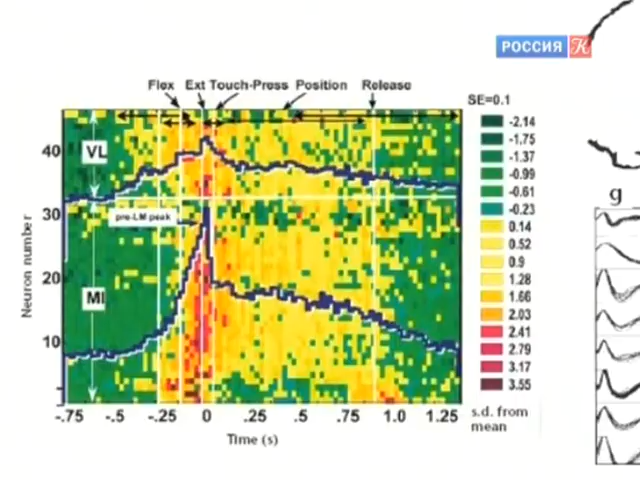 РОССИЯ К
Flex Ext Touch-Press Position Release
SE=0.1
-2.14
-1.75
-1.37
-0.99
-0.61
-0.23
0.14
0.52
0.9
1.28
1.66
2.03
2.41
2.79
3.17
3.55
s.d. from
mean
40
30
20
10
Neuron number
VL
pre-LM peak
MI
-.75 -.5 -.25 0 .25 .5 .75 1.0 1.25
Time (s)
g